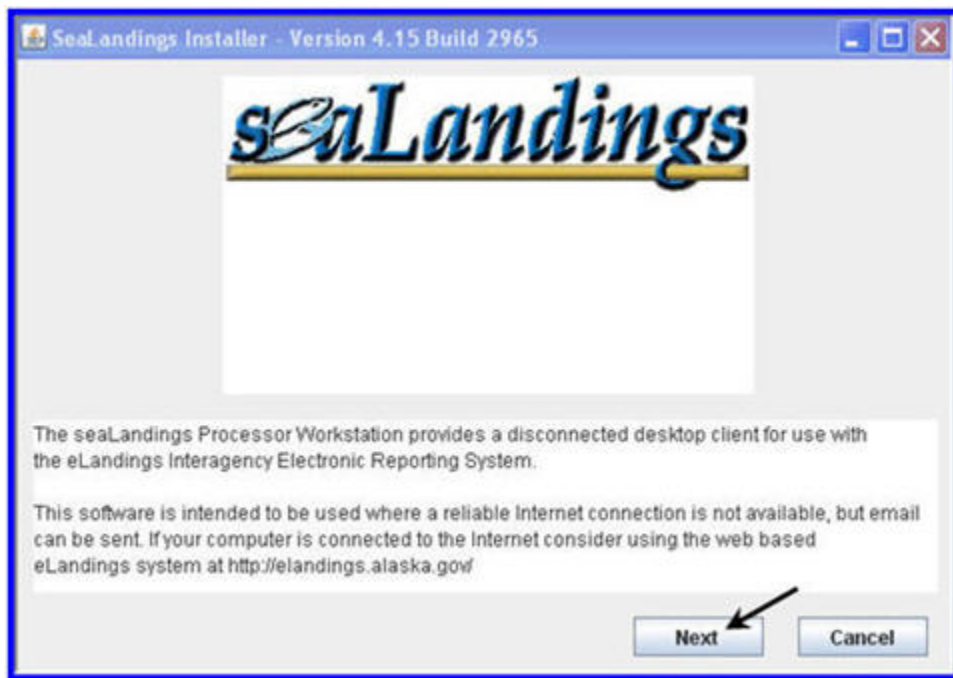 SeaLandings Installer - Version 4.15 Build 2965
seaLandings
The seaLandings Processor Workstation provides a disconnected desktop client for use with
the eLandings Interagency Electronic Reporting System.
This software is intended to be used where a reliable Internet connection is not available, but email
can be sent. If your computer is connected to the Internet consider using the web based
eLandings system at http://elandings.alaska.gov/
Next
Cancel